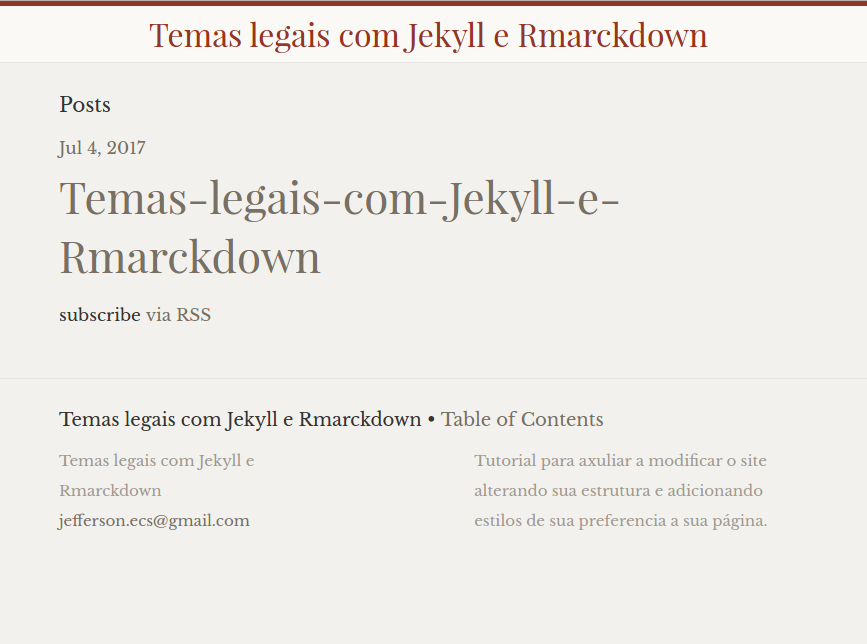 Temas legais com Jekyll e Rmarckdown
Posts
Jul 4, 2017
Temas-legais-com-Jekyll-e-
Rmarckdown
subscribe via RSS
Temas legais com Jekyll e Rmarckdown • Table of Contents
Temas legais com Jekyll e
Rmarckdown
jefferson.ecs@gmail.com
Tutorial para axuliar a modificar o site
alterando sua estrutura e adicionando
estilos de sua preferencia a sua página.